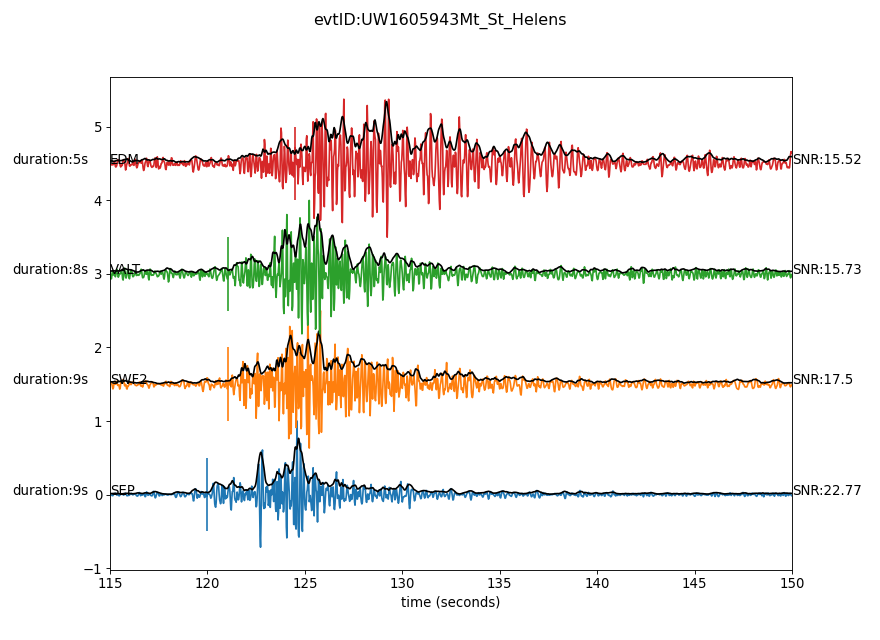 evtID:UW1605943Mt_St_Helens
5
duration:5s EDM SNR:15.52
4
duration:8s VALT SNR:15.73
3
2
duration:9s SWF2 SNR:17.5
1
duration:9s SEP SNR:22.77
0
−1
115 120 125 130 135 140 145 150
time (seconds)